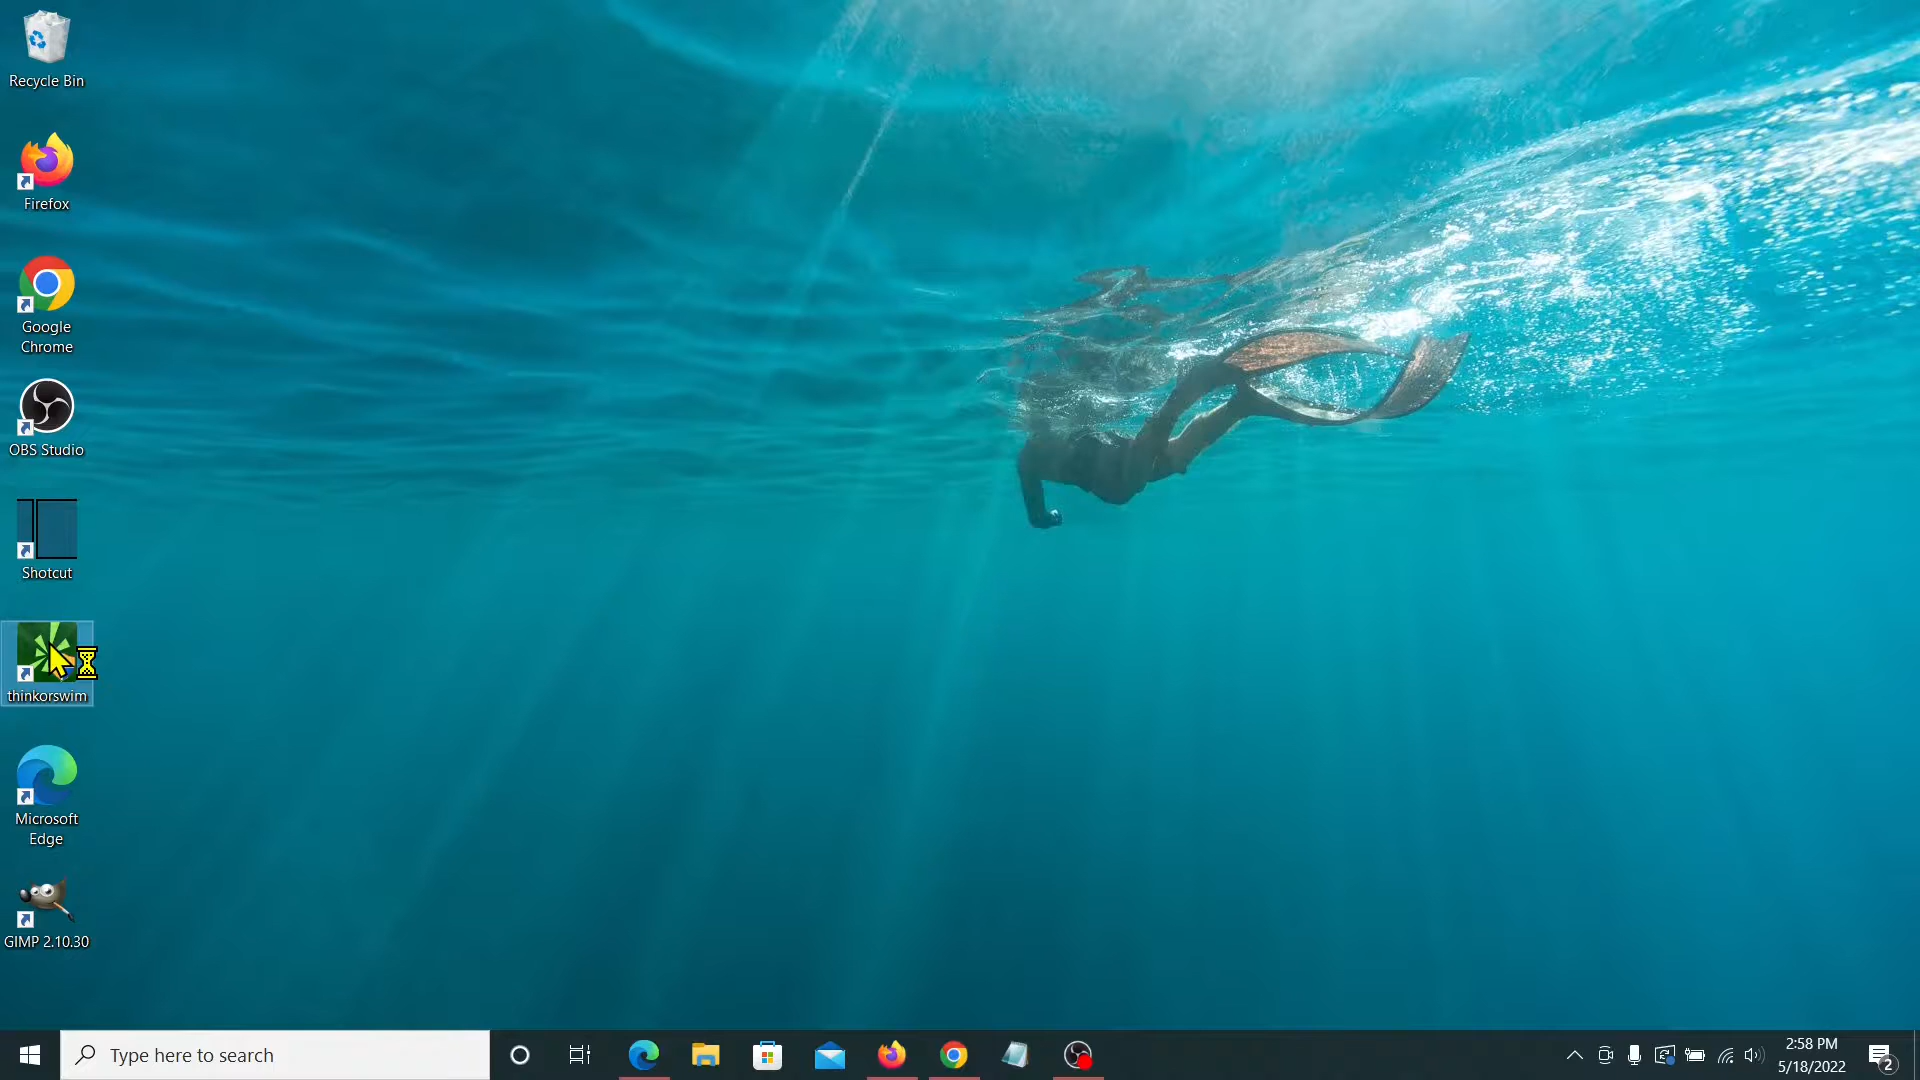 Recycle Bin
Firefox
Google
Chrome
OBS Studio
Shotcut
thinkorswim
Microsoft
Edge
GIMP 2.10.30
Type here to search
2:58 PM
5/18/2022
2